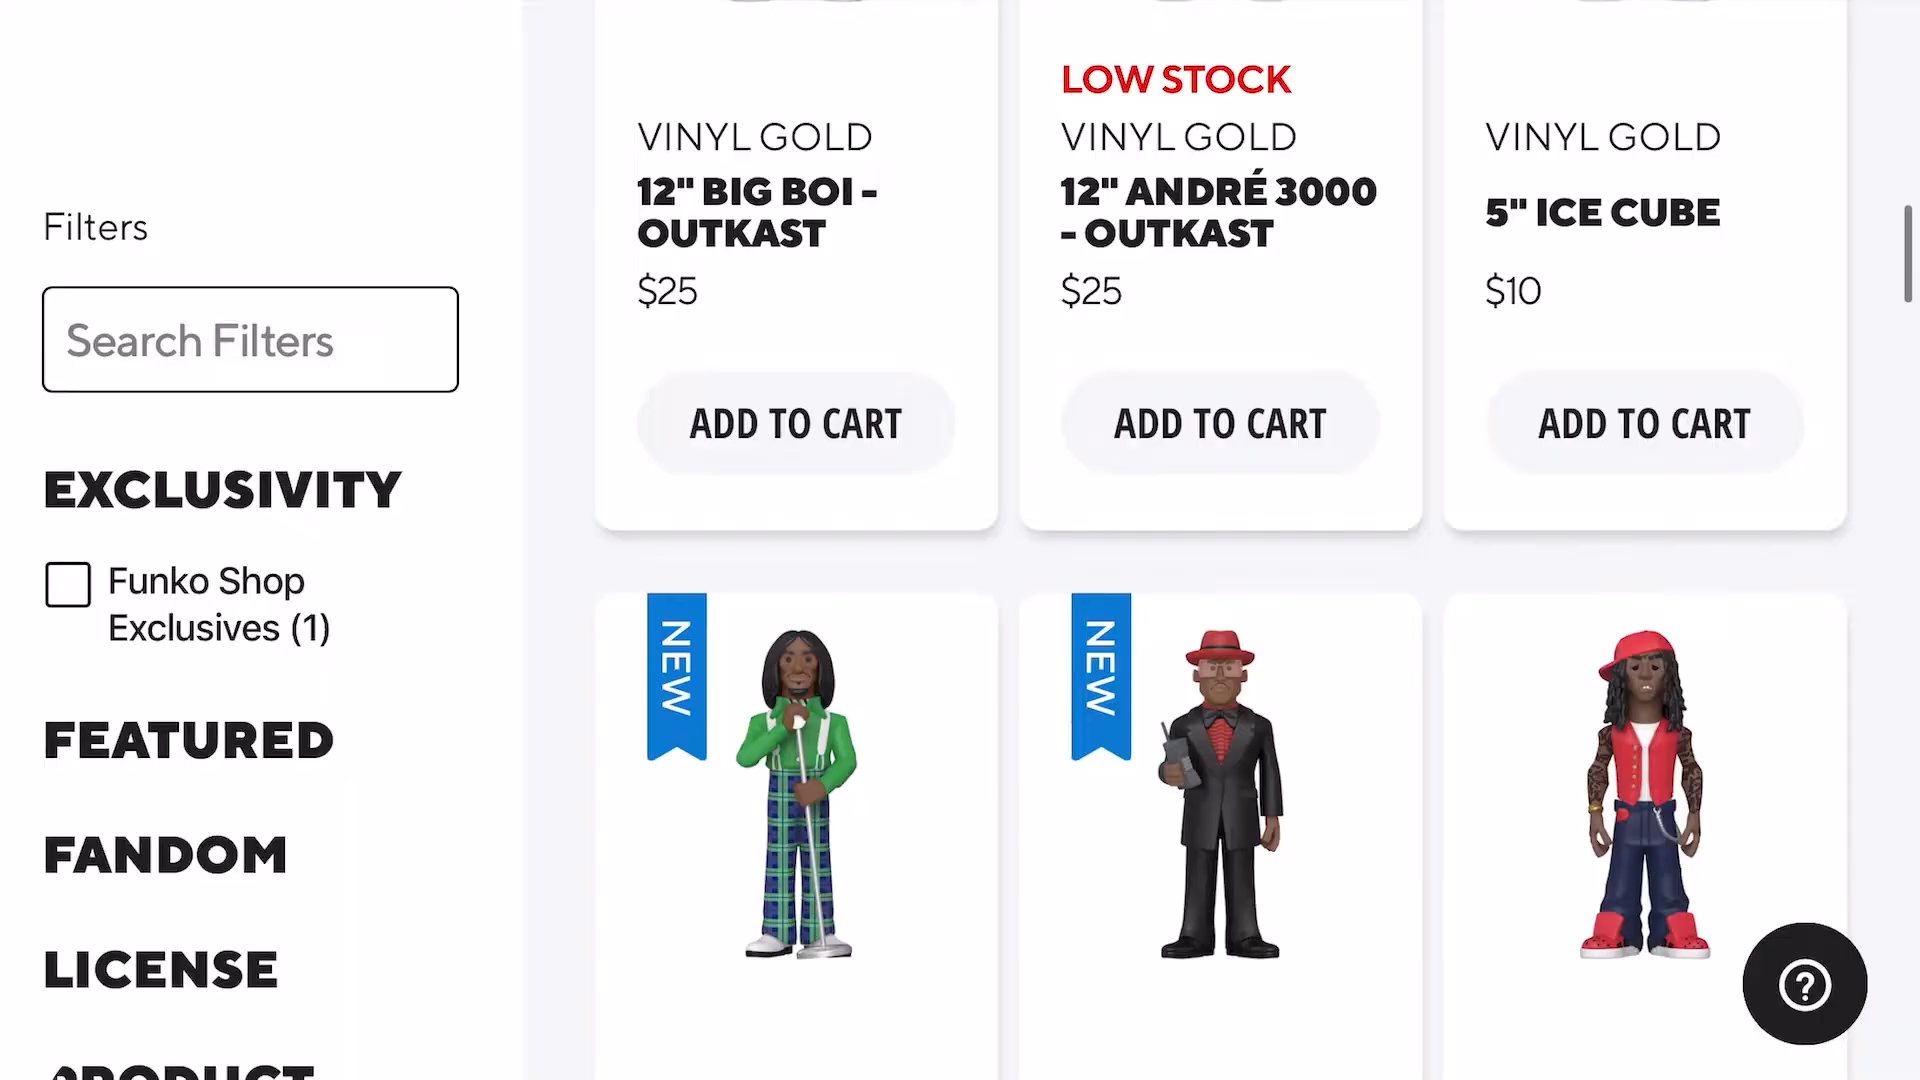 Filters
Search Filters
EXCLUSIVITY
Funko Shop
Exclusives (1)
FEATURED
FANDOM
LICENSE
PRODUCT
VINYL GOLD
12" BIG BOI -
OUTKAST
$25
ADD TO CART
LOW STOCK
VINYL GOLD
12" ANDRÉ 3000
- OUTKAST
$25
ADD TO CART
VINYL GOLD
5" ICE CUBE
$10
ADD TO CART
NEW
NEW
?